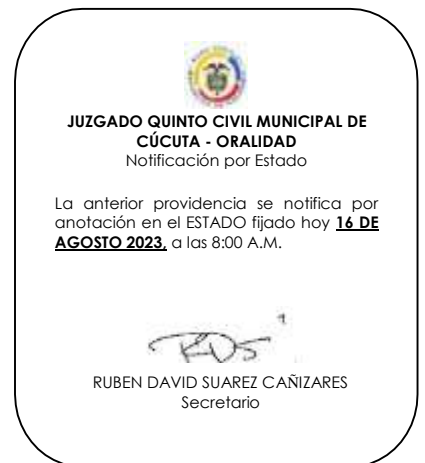 JUZGADO QUINTO CIVIL MUNICIPAL DE
CÚCUTA - ORALIDAD
Notificación por Estado
La anterior providencia se notifica por
anotación en el ESTADO fijado hoy 16 DE
AGOSTO 2023, a las 8:00 A.M.
RDS
RUBEN DAVID SUAREZ CAÑIZARES
Secretario